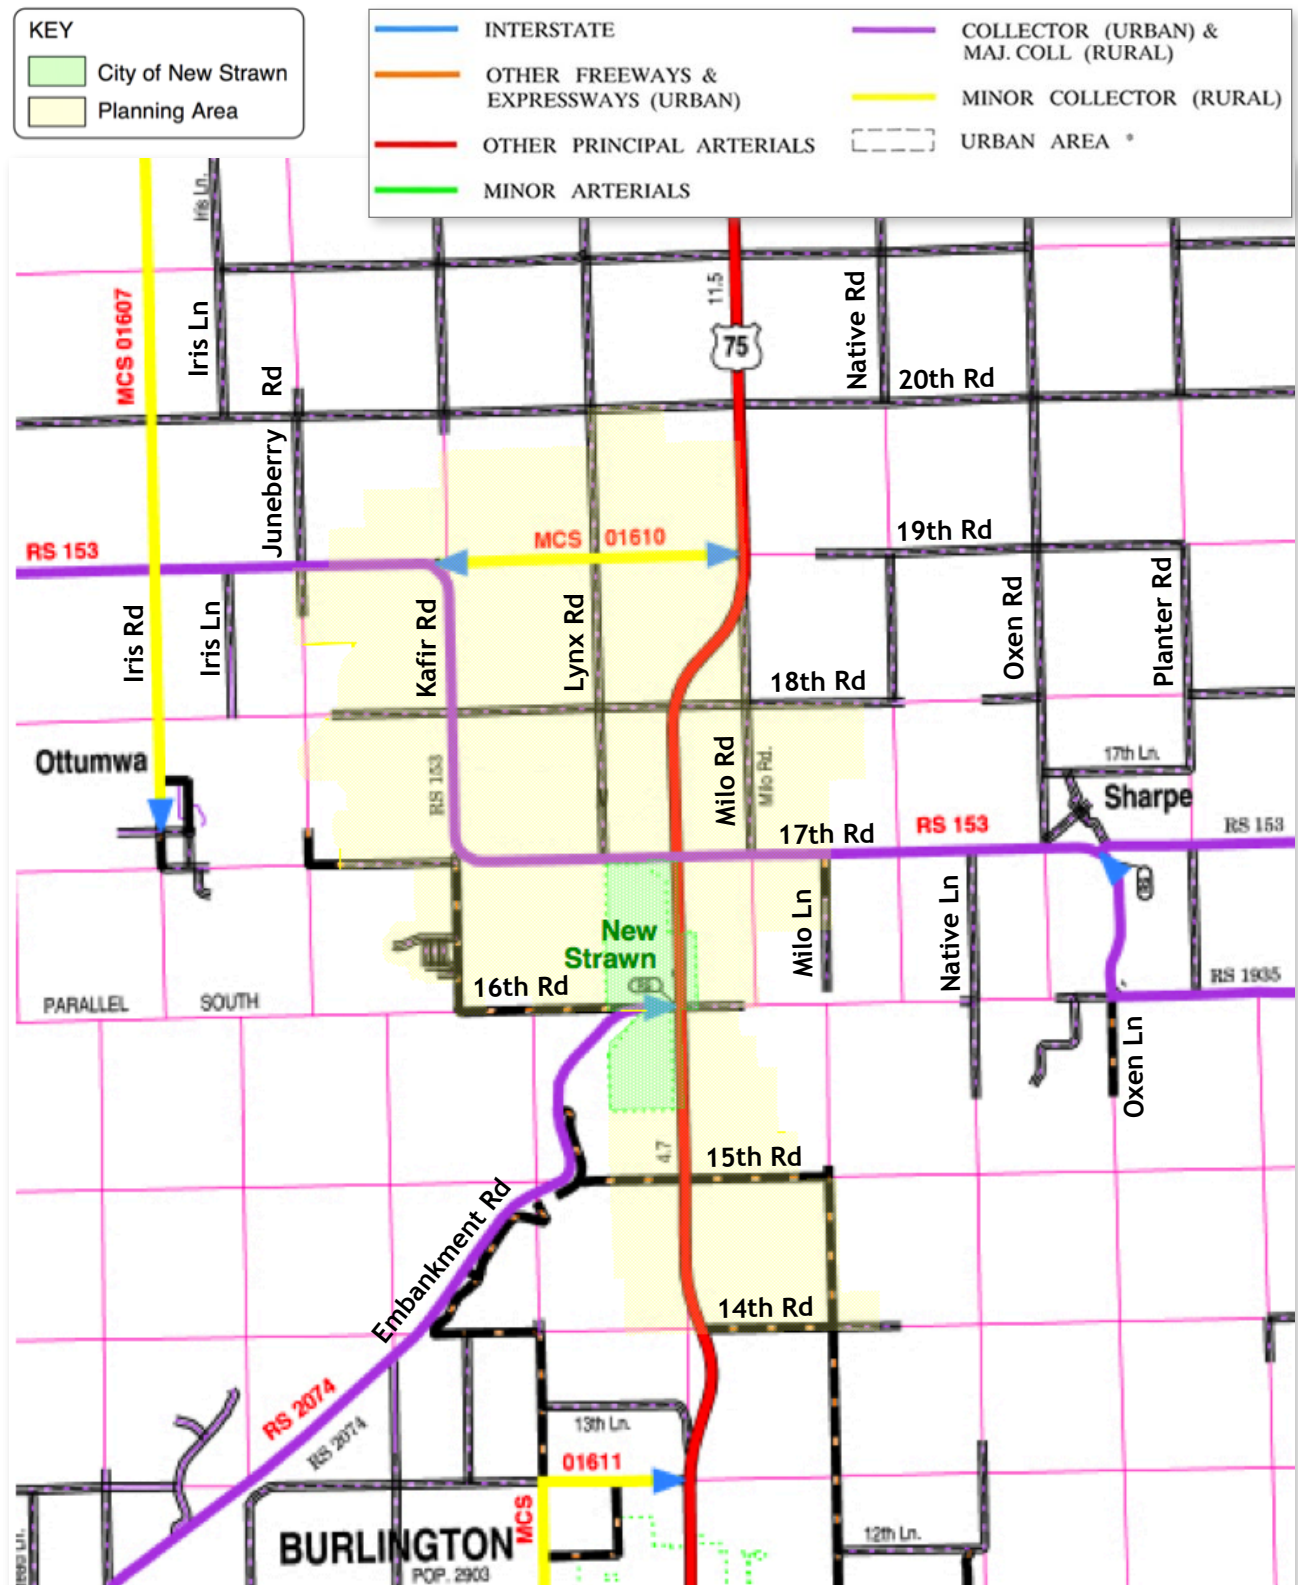 KEY
City of New Strawn
Planning Area
INTERSTATE
OTHER FREEWAYS &
EXPRESSWAYS (URBAN)
OTHER PRINCIPAL ARTERIALS
MINOR ARTERIALS
COLLECTOR (URBAN) &
MAJ. COLL (RURAL)
MINOR COLLECTOR (RURAL)
URBAN AREA *
Iris Ln.
MCS 01607
Iris Ln
11.5
75
Native Rd
20th Rd
Juneberry Rd
RS 153
MCS 01610
19th Rd
Iris Rd
Iris Ln
Kafir Rd
Lynx Rd
Oxen Rd
Planter Rd
18th Rd
Ottumwa
RS 153
Milo Rd
Milo Rd.
17th Ln.
Sharpe
17th Rd
RS 153
RS 153
New
Strawn
Milo Ln
Native Ln
16th Rd
RS 1935
PARALLEL SOUTH
Oxen Ln
4.7
15th Rd
Embankment Rd
14th Rd
RS 2074
RS 2074
13th Ln.
01611
MCS
BURLINGTON
POP. 2903
12th Ln.